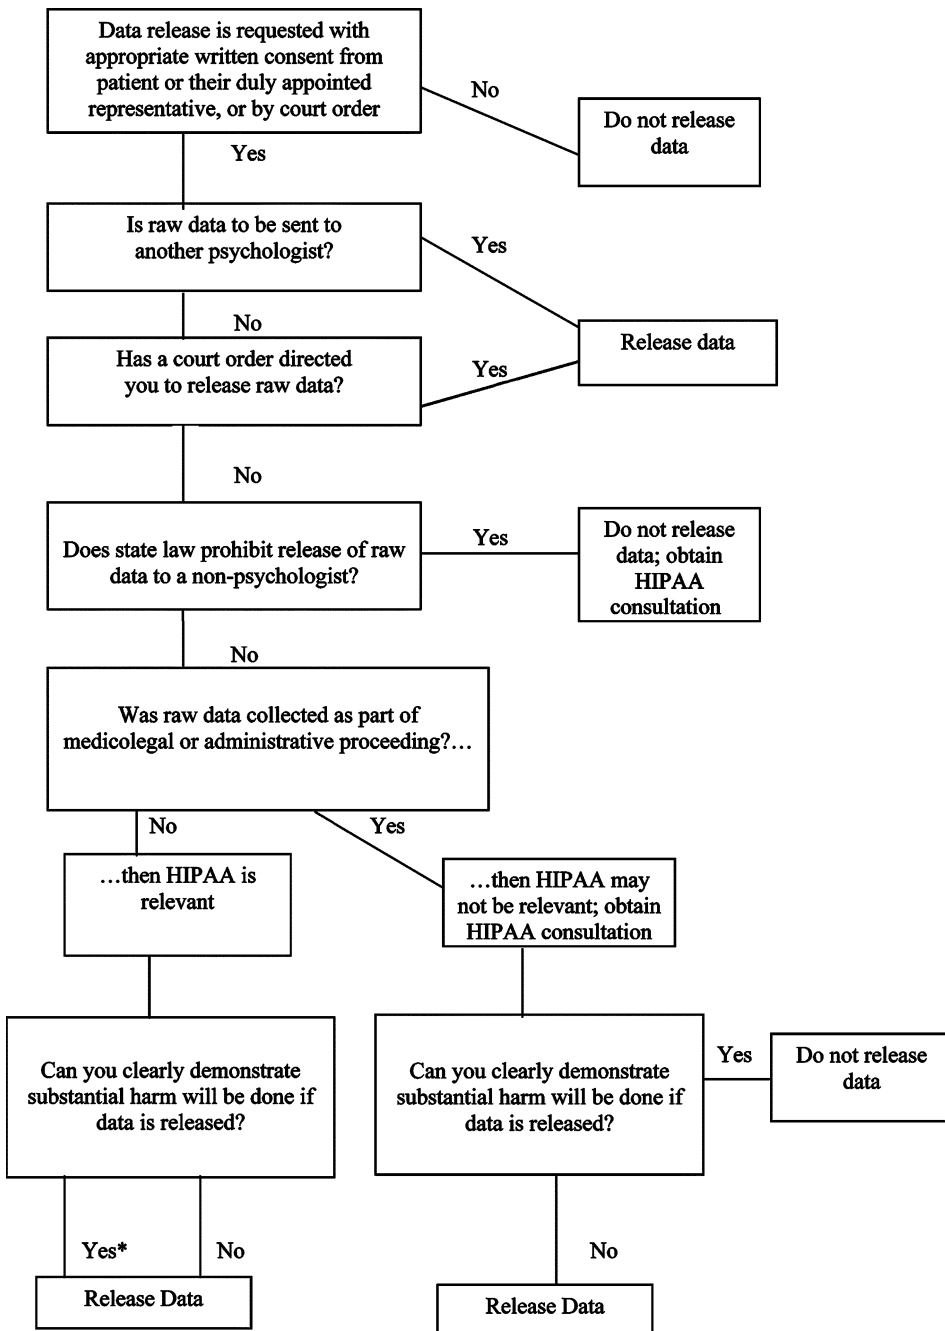 Data release is requested with
appropriate written consent from
patient or their duly appointed
representative, or by court order
No
Do not release
data
Yes
Is raw data to be sent to
another psychologist?
Yes
No
Release data
Has a court order directed
you to release raw data?
Yes
No
Does state law prohibit release of raw
data to a non-psychologist?
Yes
Do not release
data; obtain
HIPAA
consultation
No
Was raw data collected as part of
medicolegal or administrative proceeding?…
No
Yes
…then HIPAA is
relevant
…then HIPAA may
not be relevant; obtain
HIPAA consultation
Can you clearly demonstrate
substantial harm will be done if
data is released?
Can you clearly demonstrate
substantial harm will be done if
data is released?
Yes
Do not release
data
Yes*
No
Release Data
No
Release Data